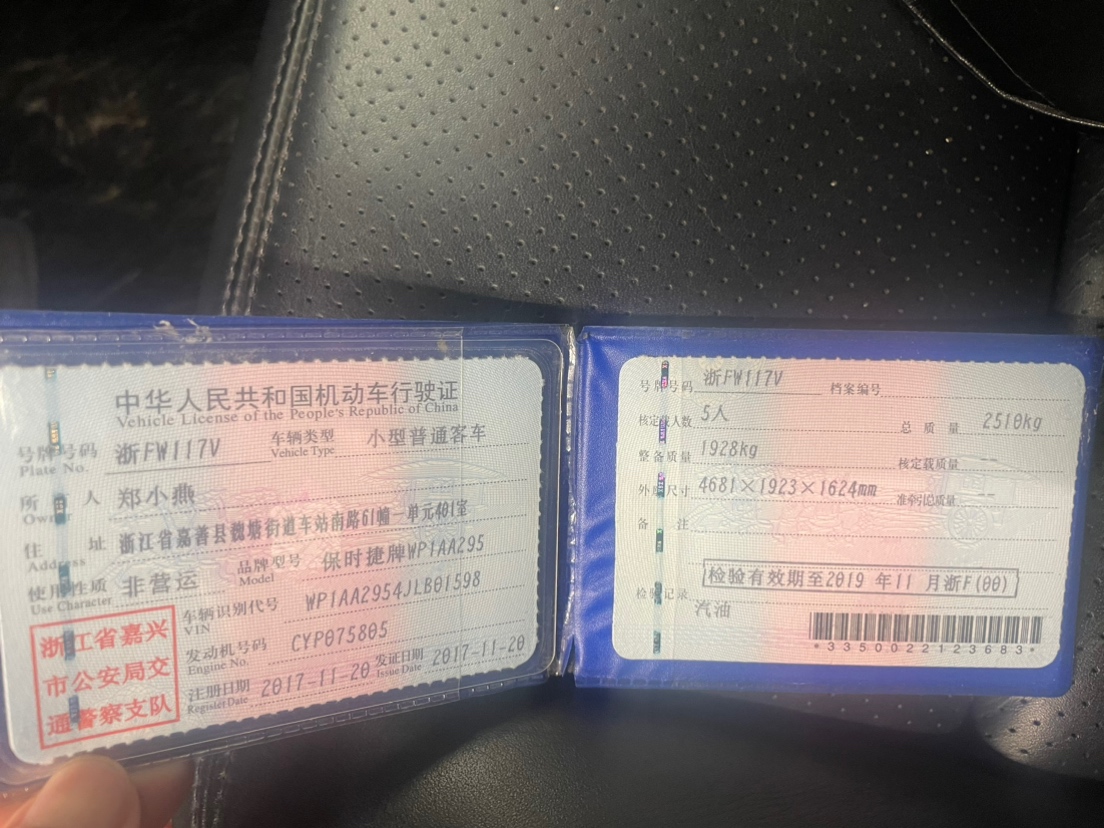 中华人民共和国机动车行驶证
Vehicle License of the People's Republic of China
号牌号码 浙FW117V 车辆类型 小型普通客车
Plate No. Vehicle Type
所有人 郑小燕
Owner
住址 浙江省嘉善县魏塘街道车站南路61幢一单元401室
Address
使用性质 非营运 品牌型号 保时捷牌WP1AA295
Use Character Model
浙江省嘉兴
市公安局交
通警察支队
车辆识别代号 WP1AA2954JLB01598
VIN
发动机号码 CYP075805
Engine No.
注册日期 2017-11-20 发证日期 2017-11-20
Register Date Issue Date
号牌号码 浙FW117V 档案编号
核定载人数 5人 总质量 2510kg
整备质量 1928kg 核定载质量 --
外廓尺寸 4681×1923×1624mm 准牵引总质量 --
备注
检验有效期至2019 年11 月浙F(00)
检验记录
汽油
*3350022123683*